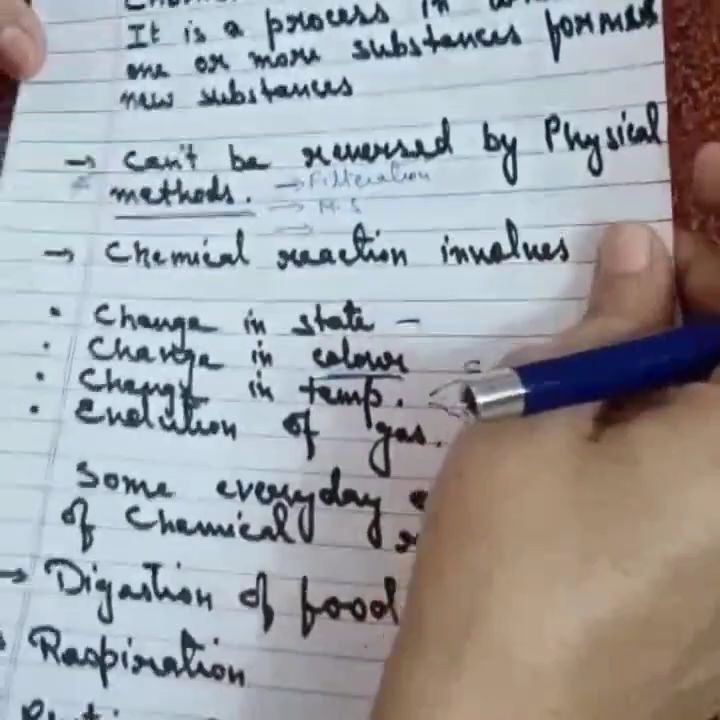 It is a process in
one or more substances formes
new substances
→ Can't be reversed by Physical
methods. → Filteration
→ M.S
→
→ Chemical reaction involves
• Change in state –
• Change in colour
• Change in temp.
• Evolution of gas.
Some everyday
of Chemical
→ Digestion of food
Respiration